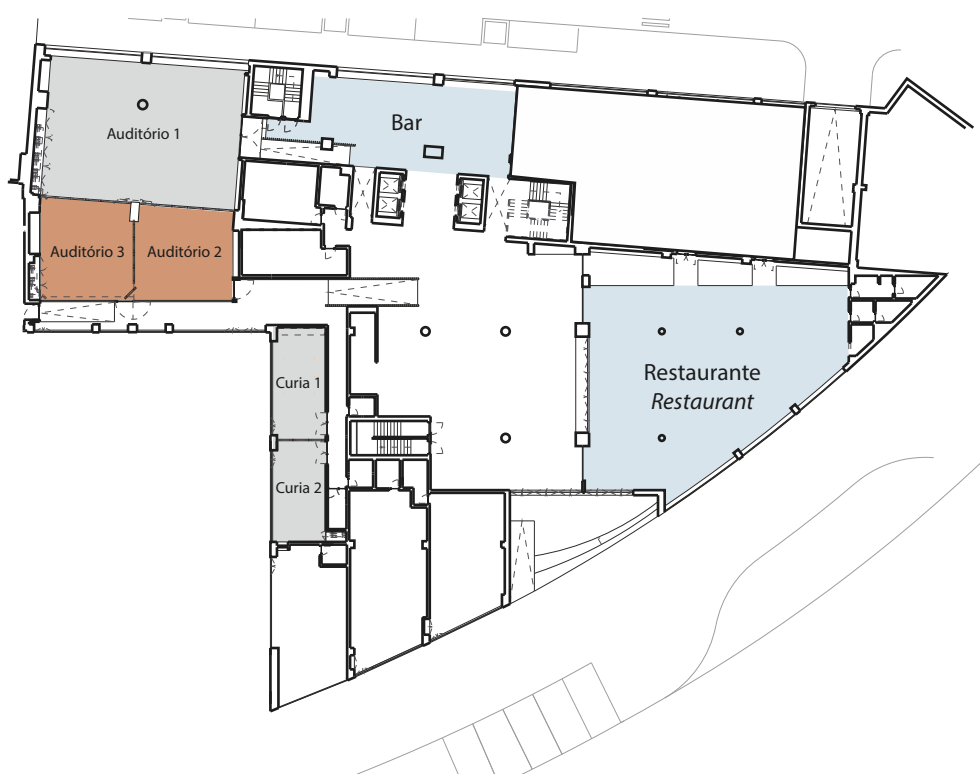 Auditório 1
Bar
Auditório 3
Auditório 2
Restaurante
Restaurant
Curia 1
Curia 2